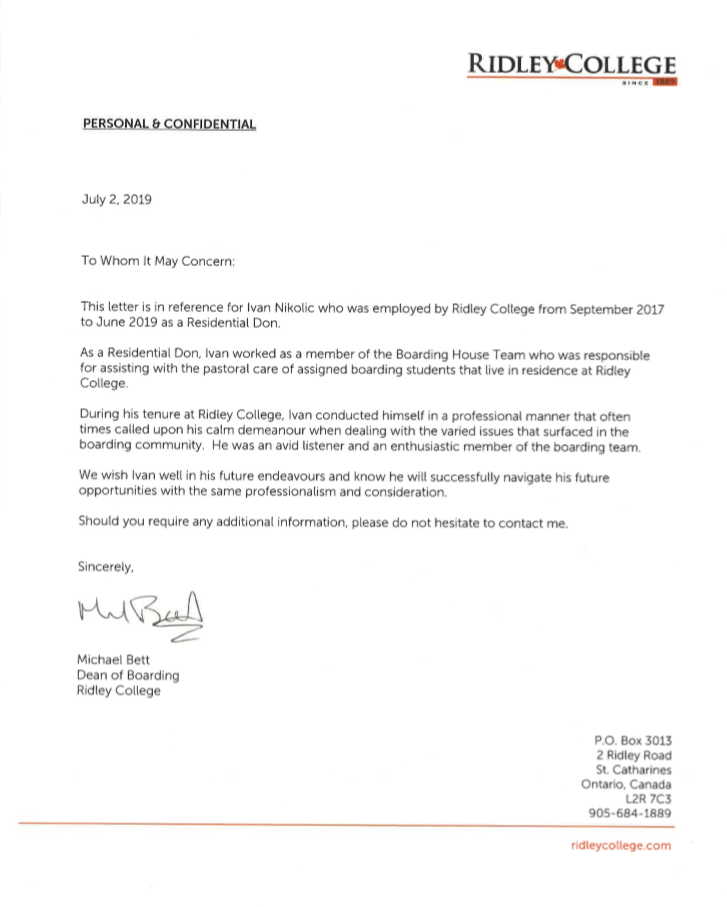 RIDLEY COLLEGE
SINCE 1889
PERSONAL & CONFIDENTIAL
July 2, 2019
To Whom It May Concern:
This letter is in reference for Ivan Nikolic who was employed by Ridley College from September 2017
to June 2019 as a Residential Don.
As a Residential Don, Ivan worked as a member of the Boarding House Team who was responsible
for assisting with the pastoral care of assigned boarding students that live in residence at Ridley
College.
During his tenure at Ridley College, Ivan conducted himself in a professional manner that often
times called upon his calm demeanour when dealing with the varied issues that surfaced in the
boarding community. He was an avid listener and an enthusiastic member of the boarding team.
We wish Ivan well in his future endeavours and know he will successfully navigate his future
opportunities with the same professionalism and consideration.
Should you require any additional information, please do not hesitate to contact me.
Sincerely,
Michael Bett
Dean of Boarding
Ridley College
P.O. Box 3013
2 Ridley Road
St. Catharines
Ontario, Canada
L2R 7C3
905-684-1889
ridleycollege.com